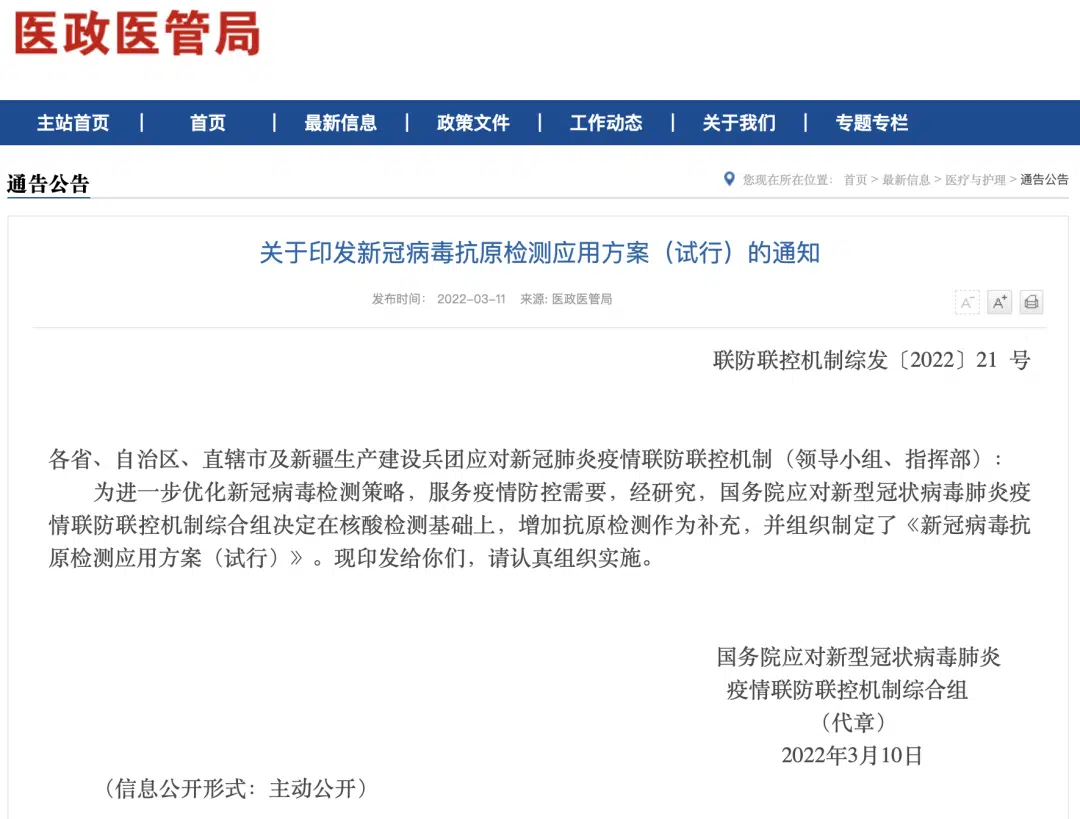 医政医管局
主站首页 | 首页 | 最新信息 | 政策文件 | 工作动态 | 关于我们 | 专题专栏
通告公告
您现在所在位置： 首页 > 最新信息 > 医疗与护理 > 通告公告
关于印发新冠病毒抗原检测应用方案（试行）的通知
发布时间： 2022-03-11 来源: 医政医管局
A- A+
联防联控机制综发〔2022〕21 号
各省、自治区、直辖市及新疆生产建设兵团应对新冠肺炎疫情联防联控机制（领导小组、指挥部）：
为进一步优化新冠病毒检测策略，服务疫情防控需要，经研究，国务院应对新型冠状病毒肺炎疫
情联防联控机制综合组决定在核酸检测基础上，增加抗原检测作为补充，并组织制定了《新冠病毒抗
原检测应用方案（试行）》。现印发给你们，请认真组织实施。
国务院应对新型冠状病毒肺炎
疫情联防联控机制综合组
（代章）
2022年3月10日
（信息公开形式：主动公开）